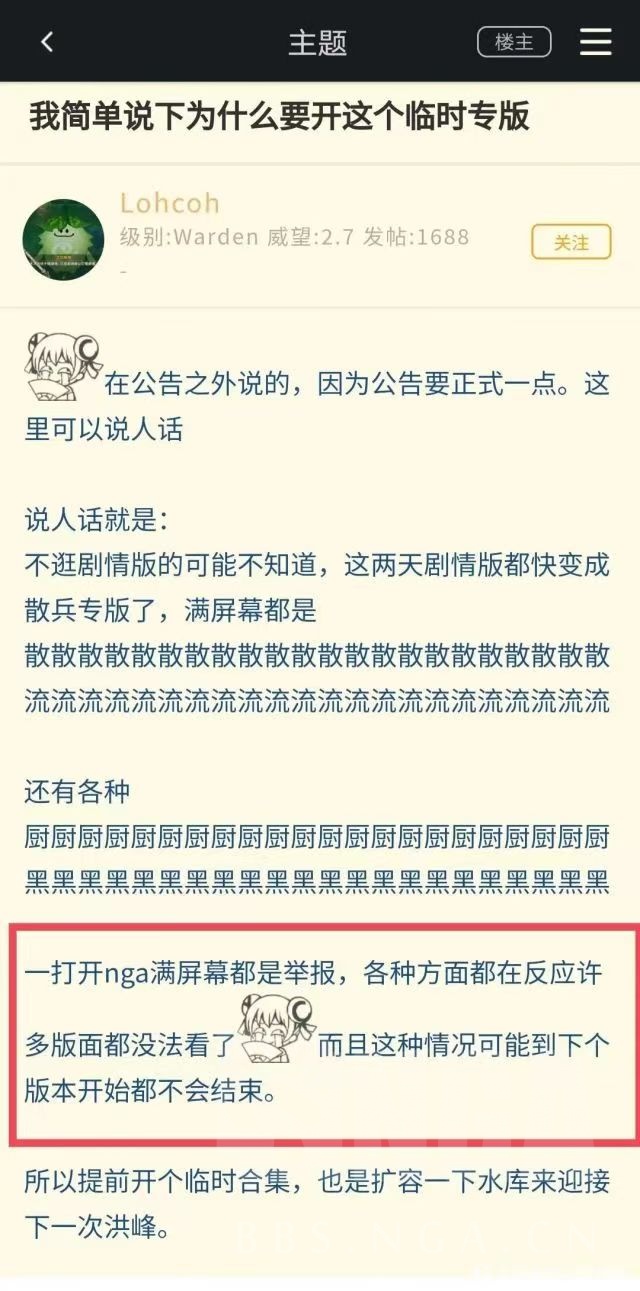 主题
楼主
我简单说下为什么要开这个临时专版
Lohcoh
级别:Warden 威望:2.7 发帖:1688
关注
-
在公告之外说的，因为公告要正式一点。这
里可以说人话
说人话就是：
不逛剧情版的可能不知道，这两天剧情版都快变成
散兵专版了，满屏幕都是
散散散散散散散散散散散散散散散散散散散散散散
流流流流流流流流流流流流流流流流流流流流流流
还有各种
厨厨厨厨厨厨厨厨厨厨厨厨厨厨厨厨厨厨厨厨厨厨
黑黑黑黑黑黑黑黑黑黑黑黑黑黑黑黑黑黑黑黑黑黑
一打开nga满屏幕都是举报，各种方面都在反应许
多版面都没法看了而且这种情况可能到下个
版本开始都不会结束。
所以提前开个临时合集，也是扩容一下水库来迎接
下一次洪峰。
BBS.NGA.CN